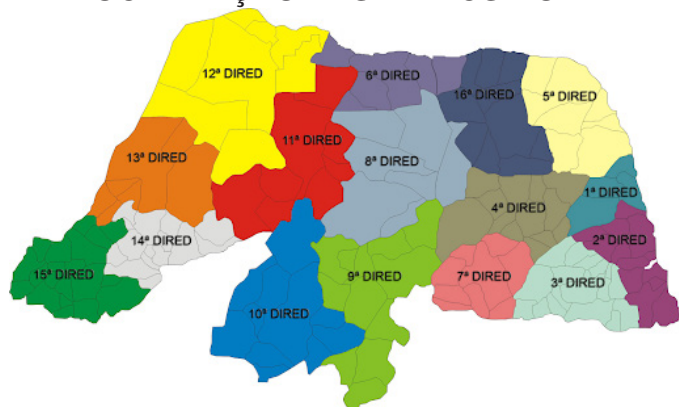 12ª DIRED
6ª DIRED
16ª DIRED
5ª DIRED
11ª DIRED
13ª DIRED
8ª DIRED
1ª DIRED
4ª DIRED
14ª DIRED
2ª DIRED
15ª DIRED
9ª DIRED
7ª DIRED
3ª DIRED
10ª DIRED